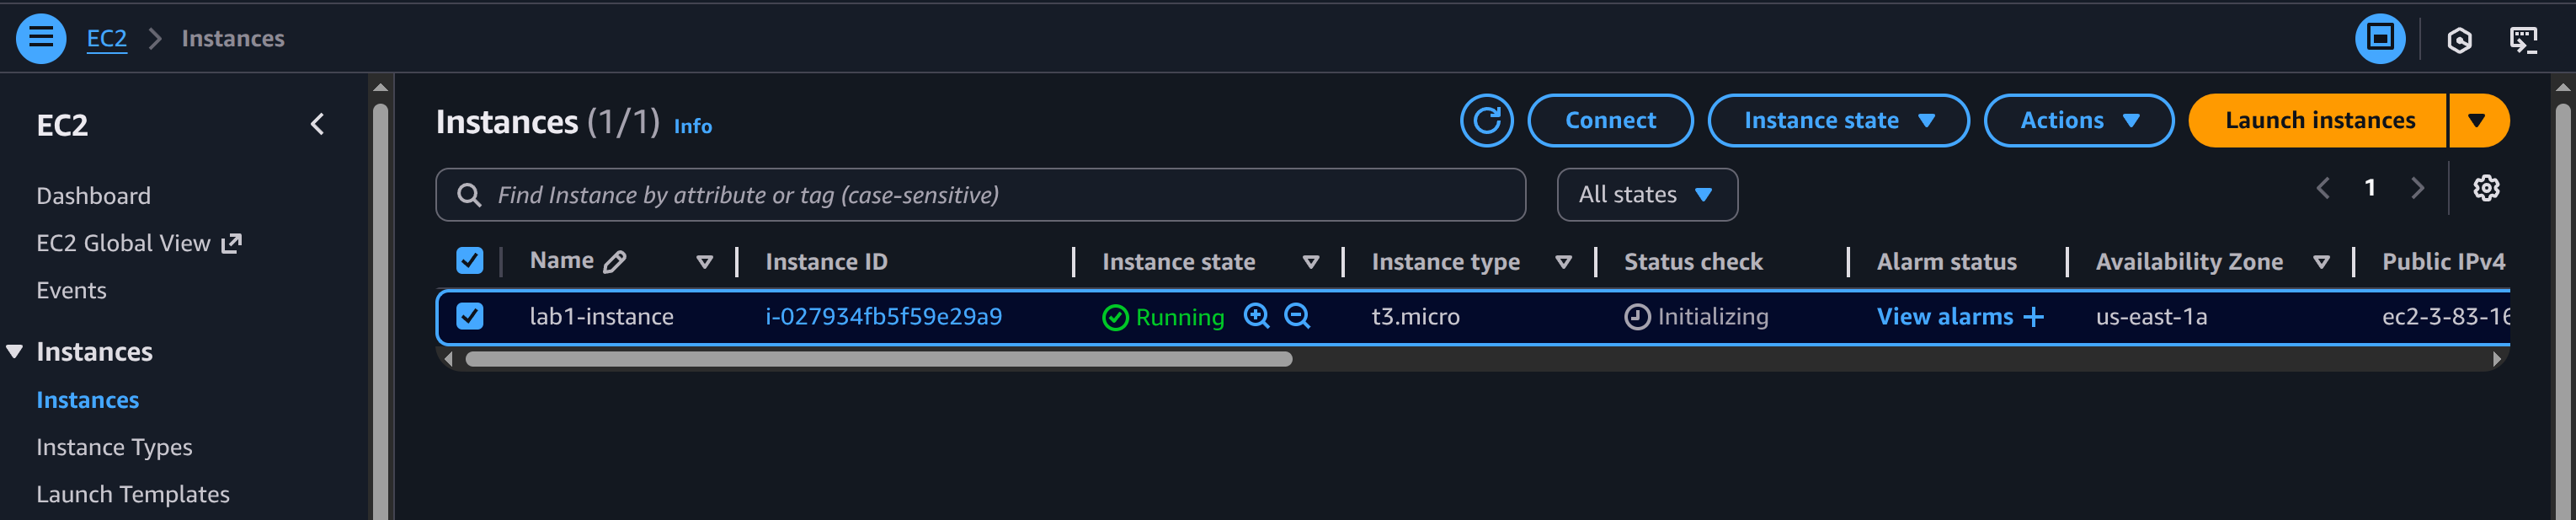 EC2 > Instances
EC2
Dashboard
EC2 Global View
Events
Instances
Instances
Instance Types
Launch Templates
Instances (1/1) Info
Connect Instance state Actions Launch instances
Find Instance by attribute or tag (case-sensitive) All states 1
Name Instance ID Instance state Instance type Status check Alarm status Availability Zone Public IPv4
lab1-instance i-027934fb5f59e29a9 Running t3.micro Initializing View alarms + us-east-1a ec2-3-83-16